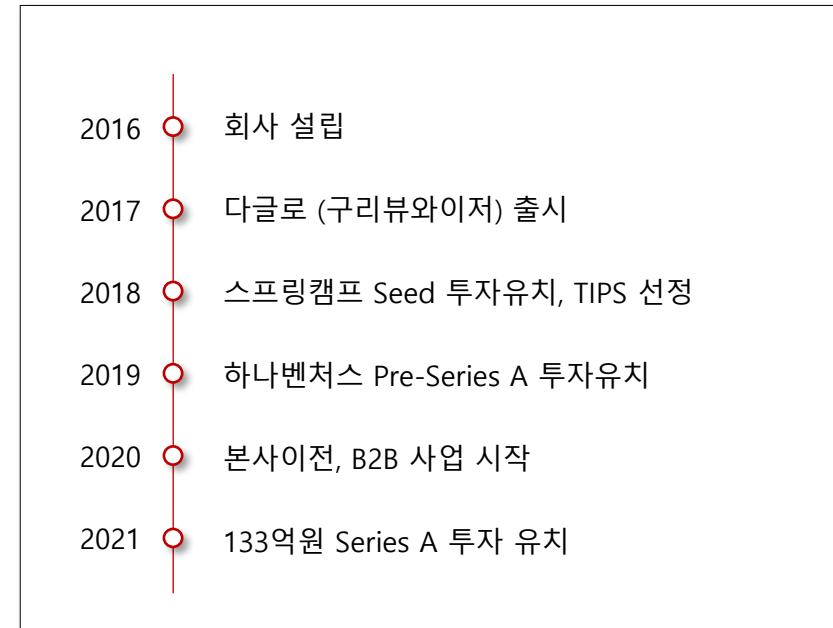 2016 회사 설립
2017 다글로 (구리뷰와이저) 출시
2018 스프링캠프 Seed 투자유치, TIPS 선정
2019 하나벤처스 Pre-Series A 투자유치
2020 본사이전, B2B 사업 시작
2021 133억원 Series A 투자 유치